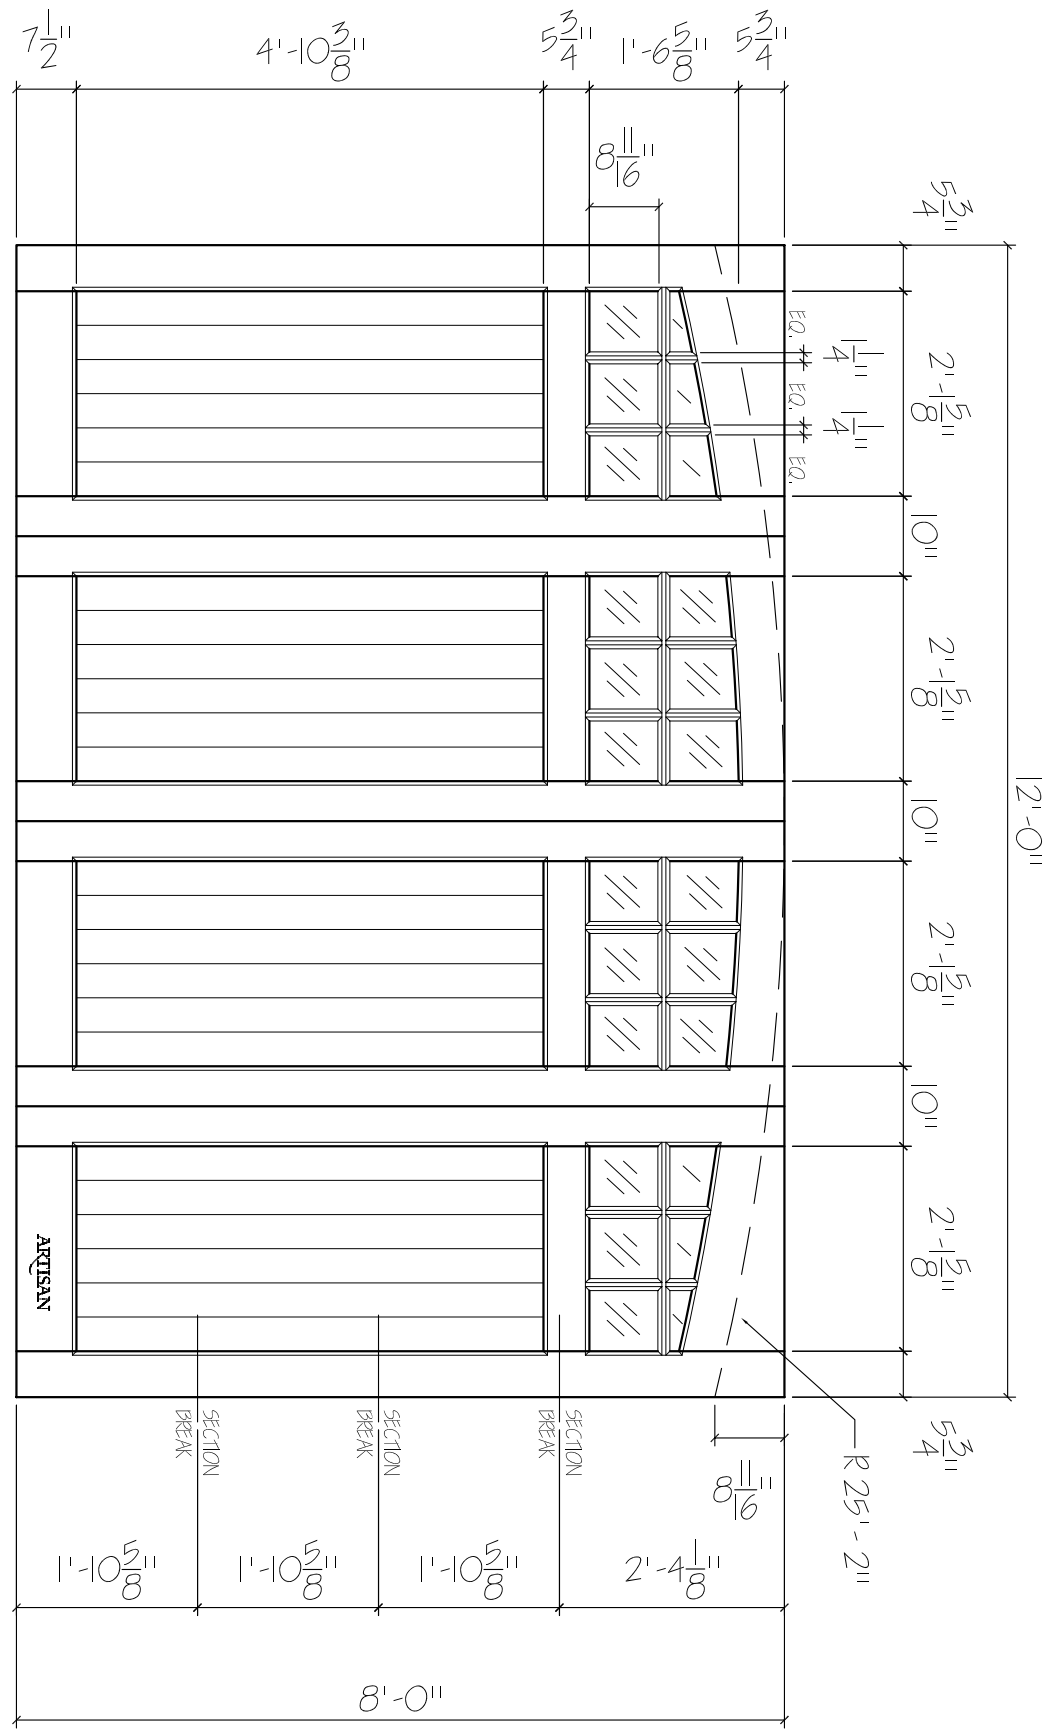 7 1/2"
4'-10 3/8"
5 3/4"
1'-6 5/8"
5 3/4"
8 11/16"
12'-0"
5 3/4"
2'-1 5/8"
10"
2'-1 5/8"
10"
2'-1 5/8"
10"
2'-1 5/8"
5 3/4"
1 1/4"
1 1/4"
EQ.
EQ.
EQ.
ARTISAN
SECTION
BREAK
SECTION
BREAK
SECTION
BREAK
8 11/16"
R 25'-2"
1'-10 5/8"
1'-10 5/8"
1'-10 5/8"
2'-4 1/8"
8'-0"